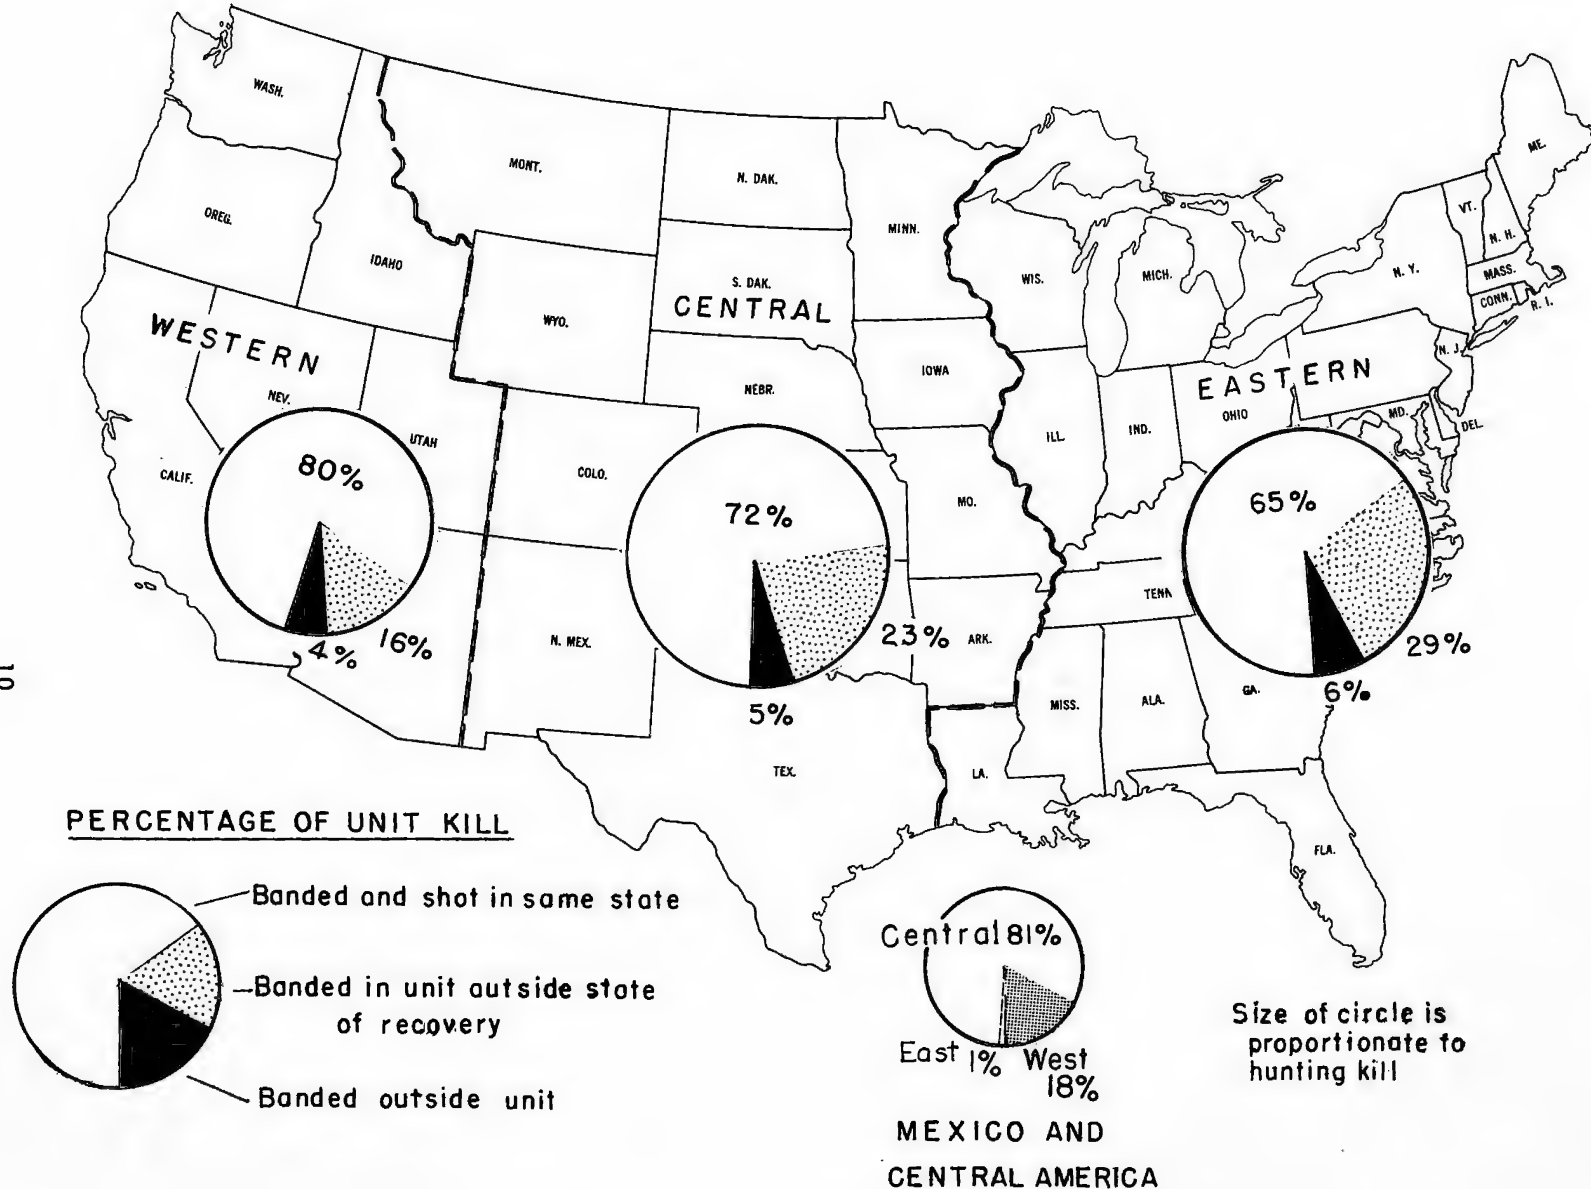 WASH.
MONT.
N. DAK.
MINN.
ME.
OREG.
IDAHO
S. DAK.
WIS.
MICH.
VT.
N. H.
N. Y.
MASS.
CONN.
R. I.
WESTERN
WYO.
CENTRAL
EASTERN
N. J.
NEV.
NEBR.
IOWA
ILL.
IND.
OHIO
MD.
DEL.
UTAH
CALIF.
COLO.
MO.
80%
72%
65%
4%
16%
N. MEX.
23%
ARK.
TENN.
29%
5%
6%
MISS.
ALA.
GA.
TEX.
LA.
FLA.
10
PERCENTAGE OF UNIT KILL
Banded and shot in same state
Banded in unit outside state
of recovery
Banded outside unit
Central 81%
East 1%
West
18%
MEXICO AND
CENTRAL AMERICA
Size of circle is
proportionate to
hunting kill